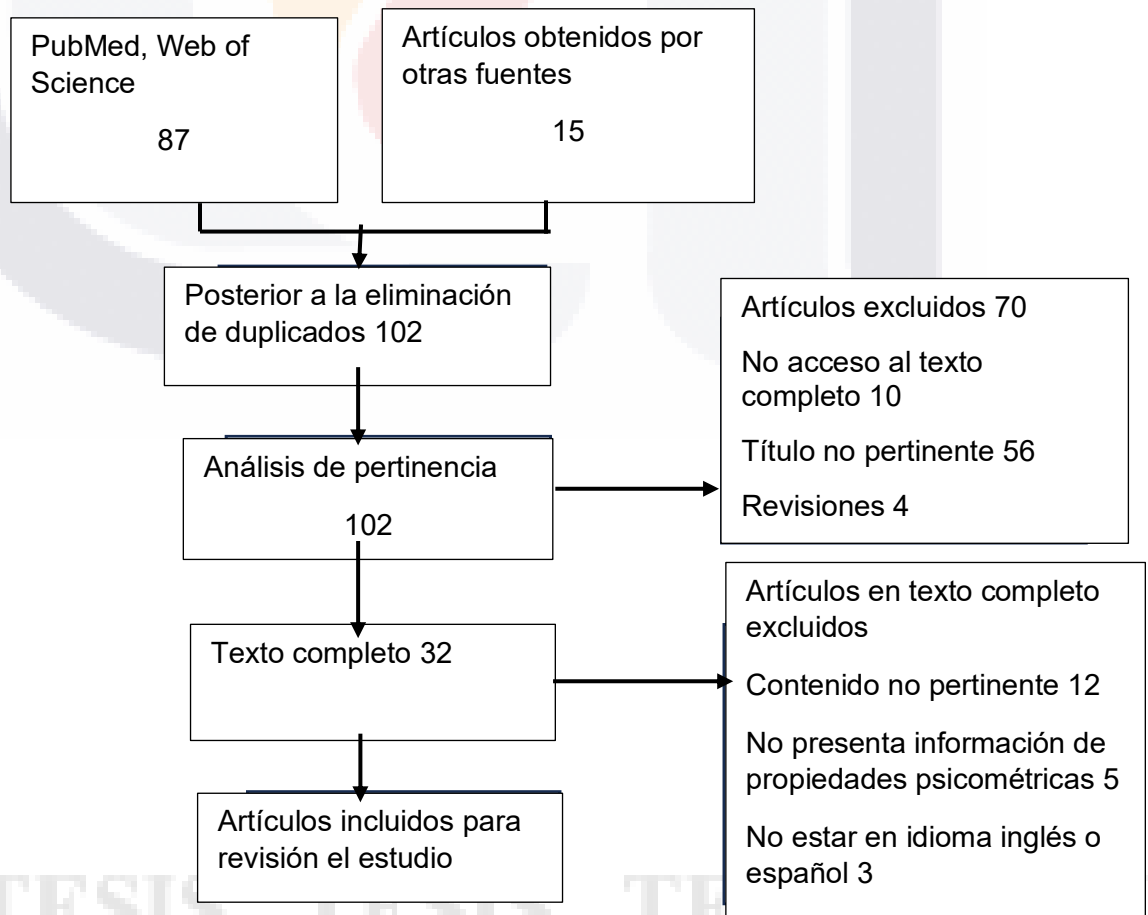 PubMed, Web of
Science
87
Artículos obtenidos por
otras fuentes
15
Posterior a la eliminación
de duplicados 102
Artículos excluidos 70
No acceso al texto
completo 10
Título no pertinente 56
Revisiones 4
Análisis de pertinencia
102
Texto completo 32
Artículos en texto completo
excluidos
Contenido no pertinente 12
No presenta información de
propiedades psicométricas 5
No estar en idioma inglés o
español 3
Artículos incluidos para
revisión el estudio
TESIS TESIS TE